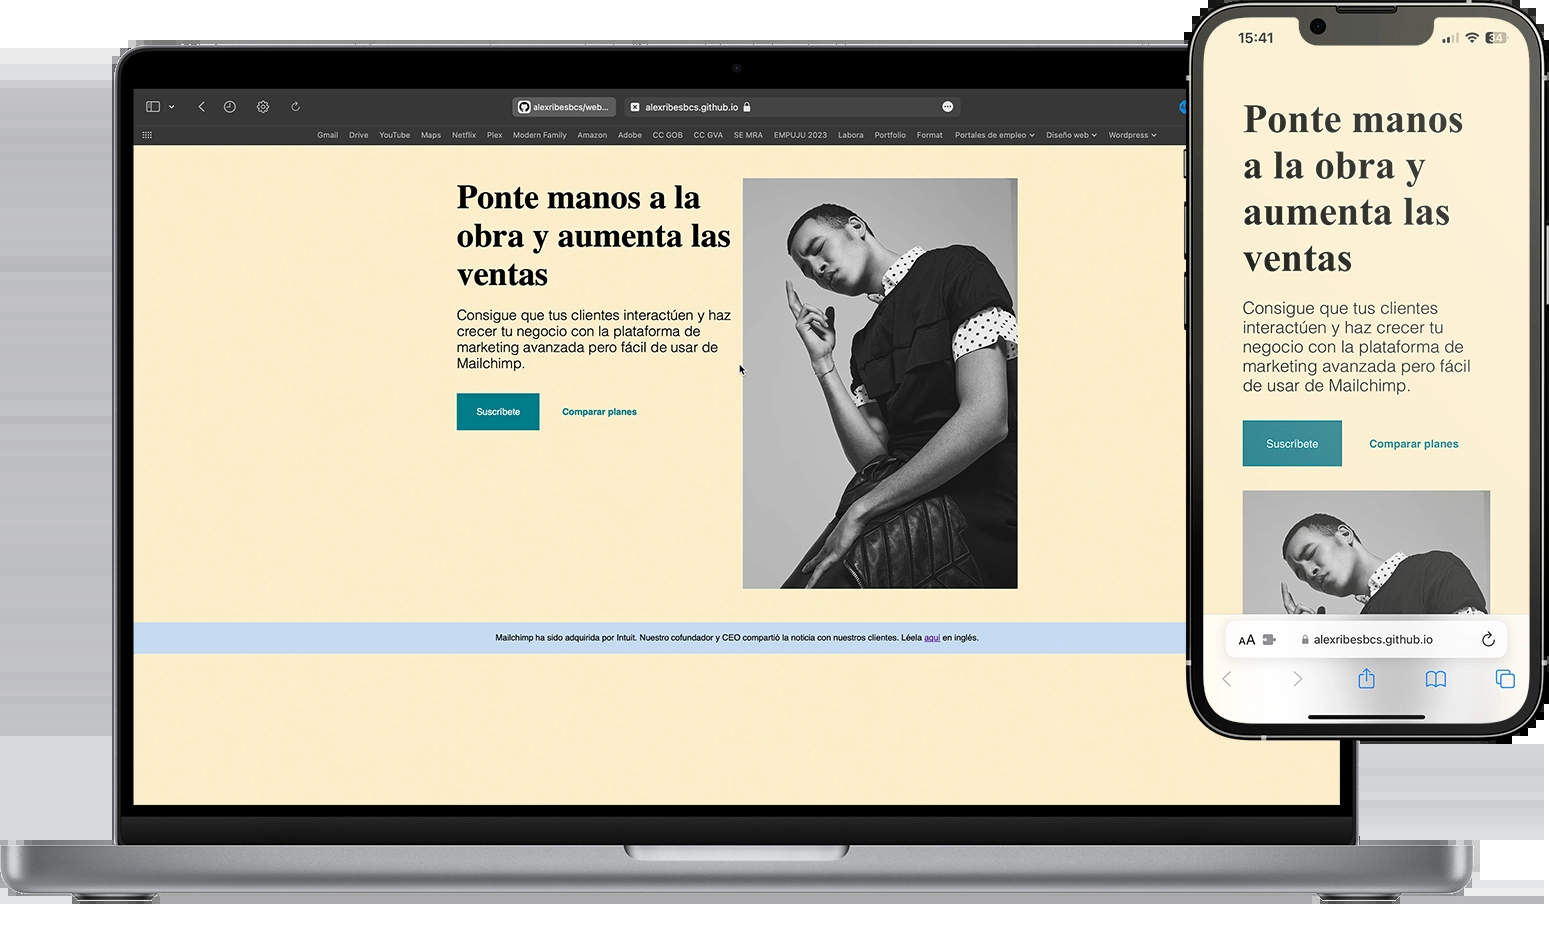 alexribesbcs/web...
alexribesbcs.github.io
Gmail Drive YouTube Maps Netflix Plex Modern Family Amazon Adobe CC GOB CC GVA SE MRA EMPUJU 2023 Labora Portfolio Format Portales de empleo Diseño web Wordpress
Ponte manos a la
obra y aumenta las
ventas
Consigue que tus clientes interactúen y haz
crecer tu negocio con la plataforma de
marketing avanzada pero fácil de usar de
Mailchimp.
Suscríbete Comparar planes
Mailchimp ha sido adquirida por Intuit. Nuestro cofundador y CEO compartió la noticia con nuestros clientes. Léela aquí en inglés.
15:41 34
Ponte manos
a la obra y
aumenta las
ventas
Consigue que tus clientes
interactúen y haz crecer tu
negocio con la plataforma de
marketing avanzada pero fácil
de usar de Mailchimp.
Suscríbete Comparar planes
AA alexribesbcs.github.io